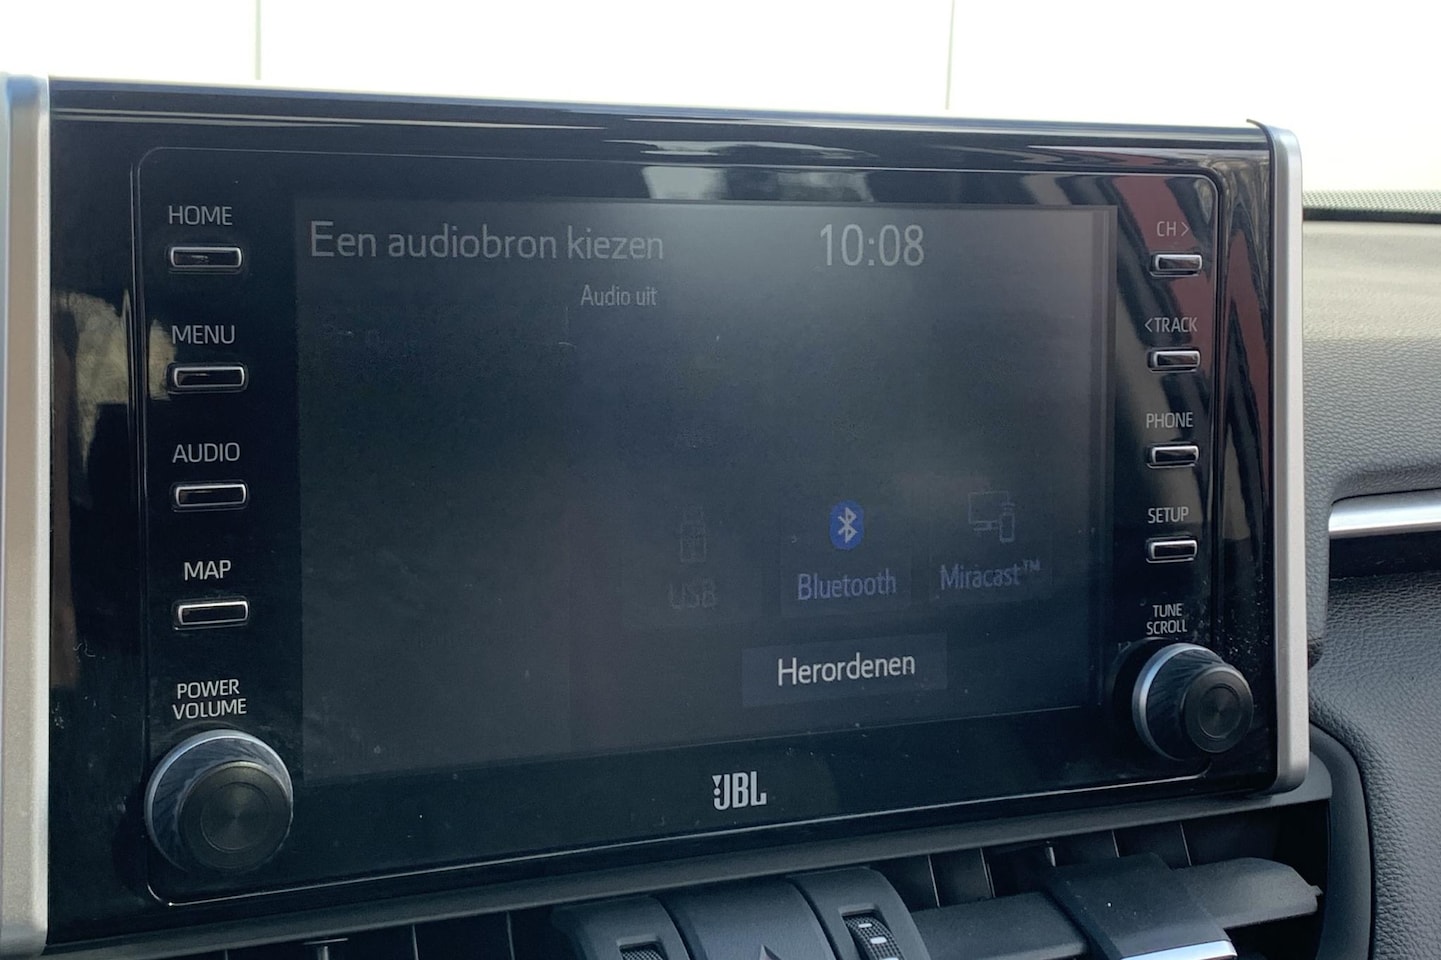 HOME
Een audiobron kiezen
10:08
CH>
Audio uit
MENU
<TRACK
AUDIO
PHONE
MAP
SETUP
USB
Bluetooth
Miracast™
TUNE
SCROLL
Herordenen
POWER
VOLUME
JBL